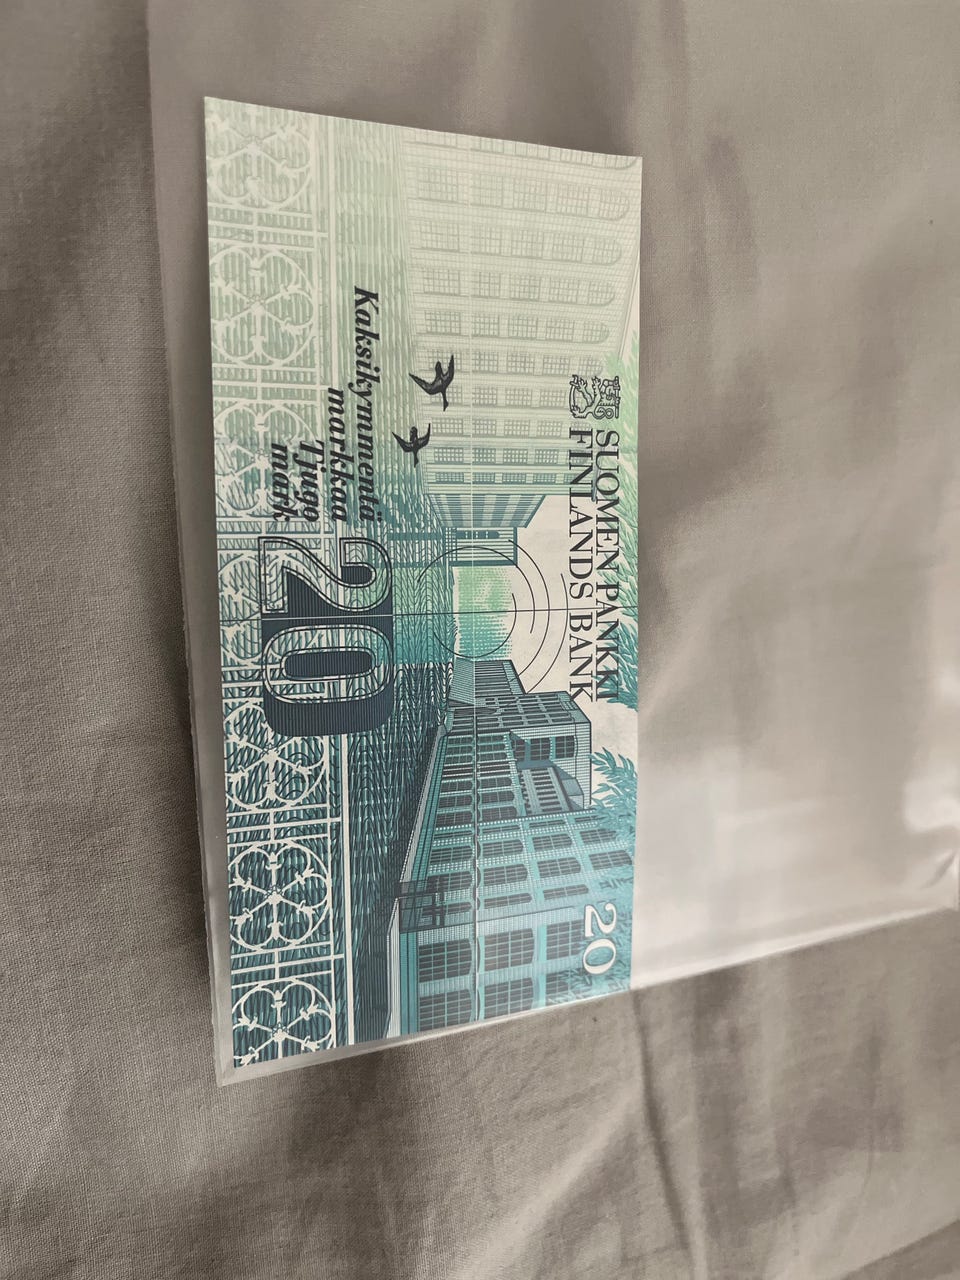 SUOMEN PANKKI
FINLANDS BANK
20
Kaksikymmentä
markkaa
Tjugo
mark
20